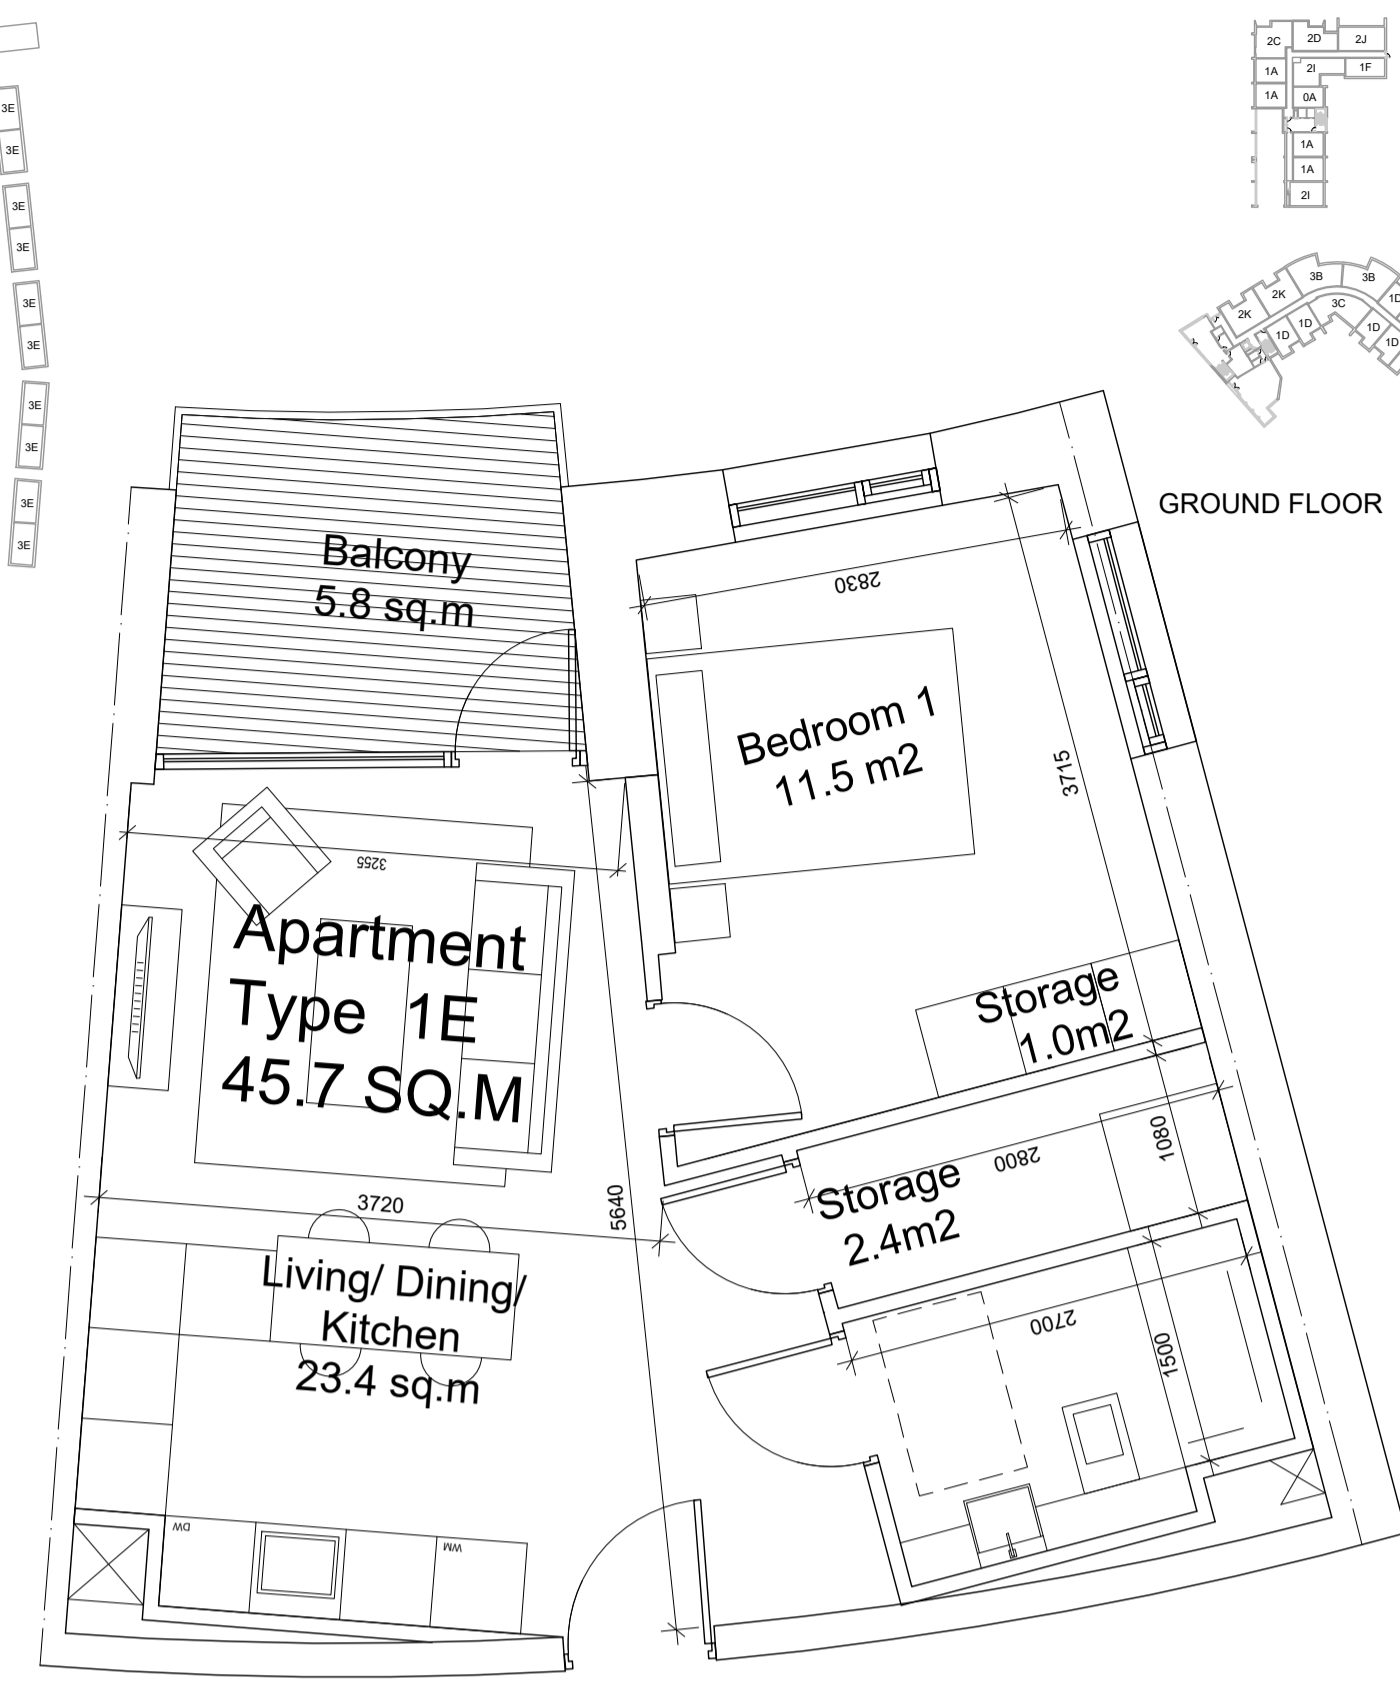 3E
3E
3E
3E
3E
3E
3E
3E
3E
3E
2C
2D
2J
1A
2I
1F
1A
0A
1A
1A
2I
3B
3B
2K
3C
1D
2K
1D
1D
1D
1D
GROUND FLOOR
Balcony
5.8 sq.m
2830
Bedroom 1
11.5 m2
3715
3255
Apartment
Type 1E
45.7 SQ.M
Storage
1.0m2
1080
2800
Storage
2.4m2
3720
5640
Living/ Dining/
Kitchen
23.4 sq.m
2700
1500
DW
WM